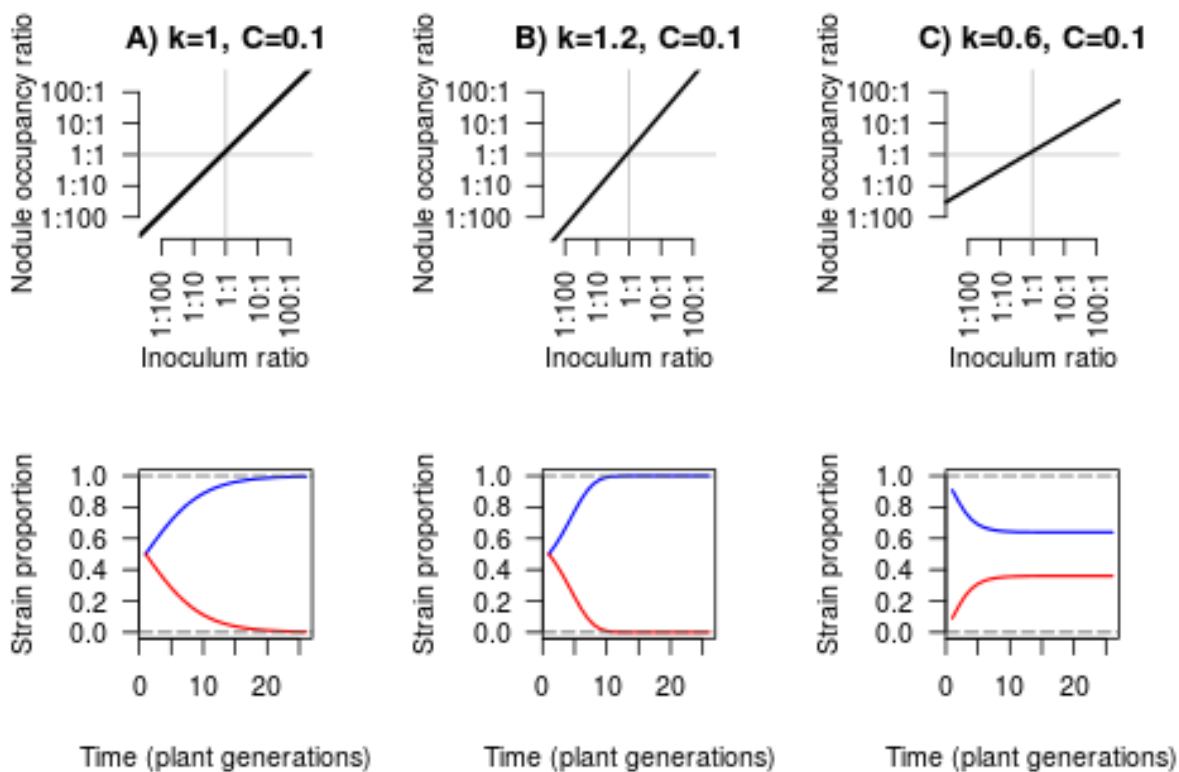 A) k=1, C=0.1
Nodule occupancy ratio
100:1
10:1
1:1
1:10
1:100
1:100
1:10
1:1
10:1
100:1
Inoculum ratio
B) k=1.2, C=0.1
Nodule occupancy ratio
100:1
10:1
1:1
1:10
1:100
1:100
1:10
1:1
10:1
100:1
Inoculum ratio
C) k=0.6, C=0.1
Nodule occupancy ratio
100:1
10:1
1:1
1:10
1:100
1:100
1:10
1:1
10:1
100:1
Inoculum ratio
Strain proportion
1.0
0.8
0.6
0.4
0.2
0.0
0 10 20
Time (plant generations)
Strain proportion
1.0
0.8
0.6
0.4
0.2
0.0
0 10 20
Time (plant generations)
Strain proportion
1.0
0.8
0.6
0.4
0.2
0.0
0 10 20
Time (plant generations)